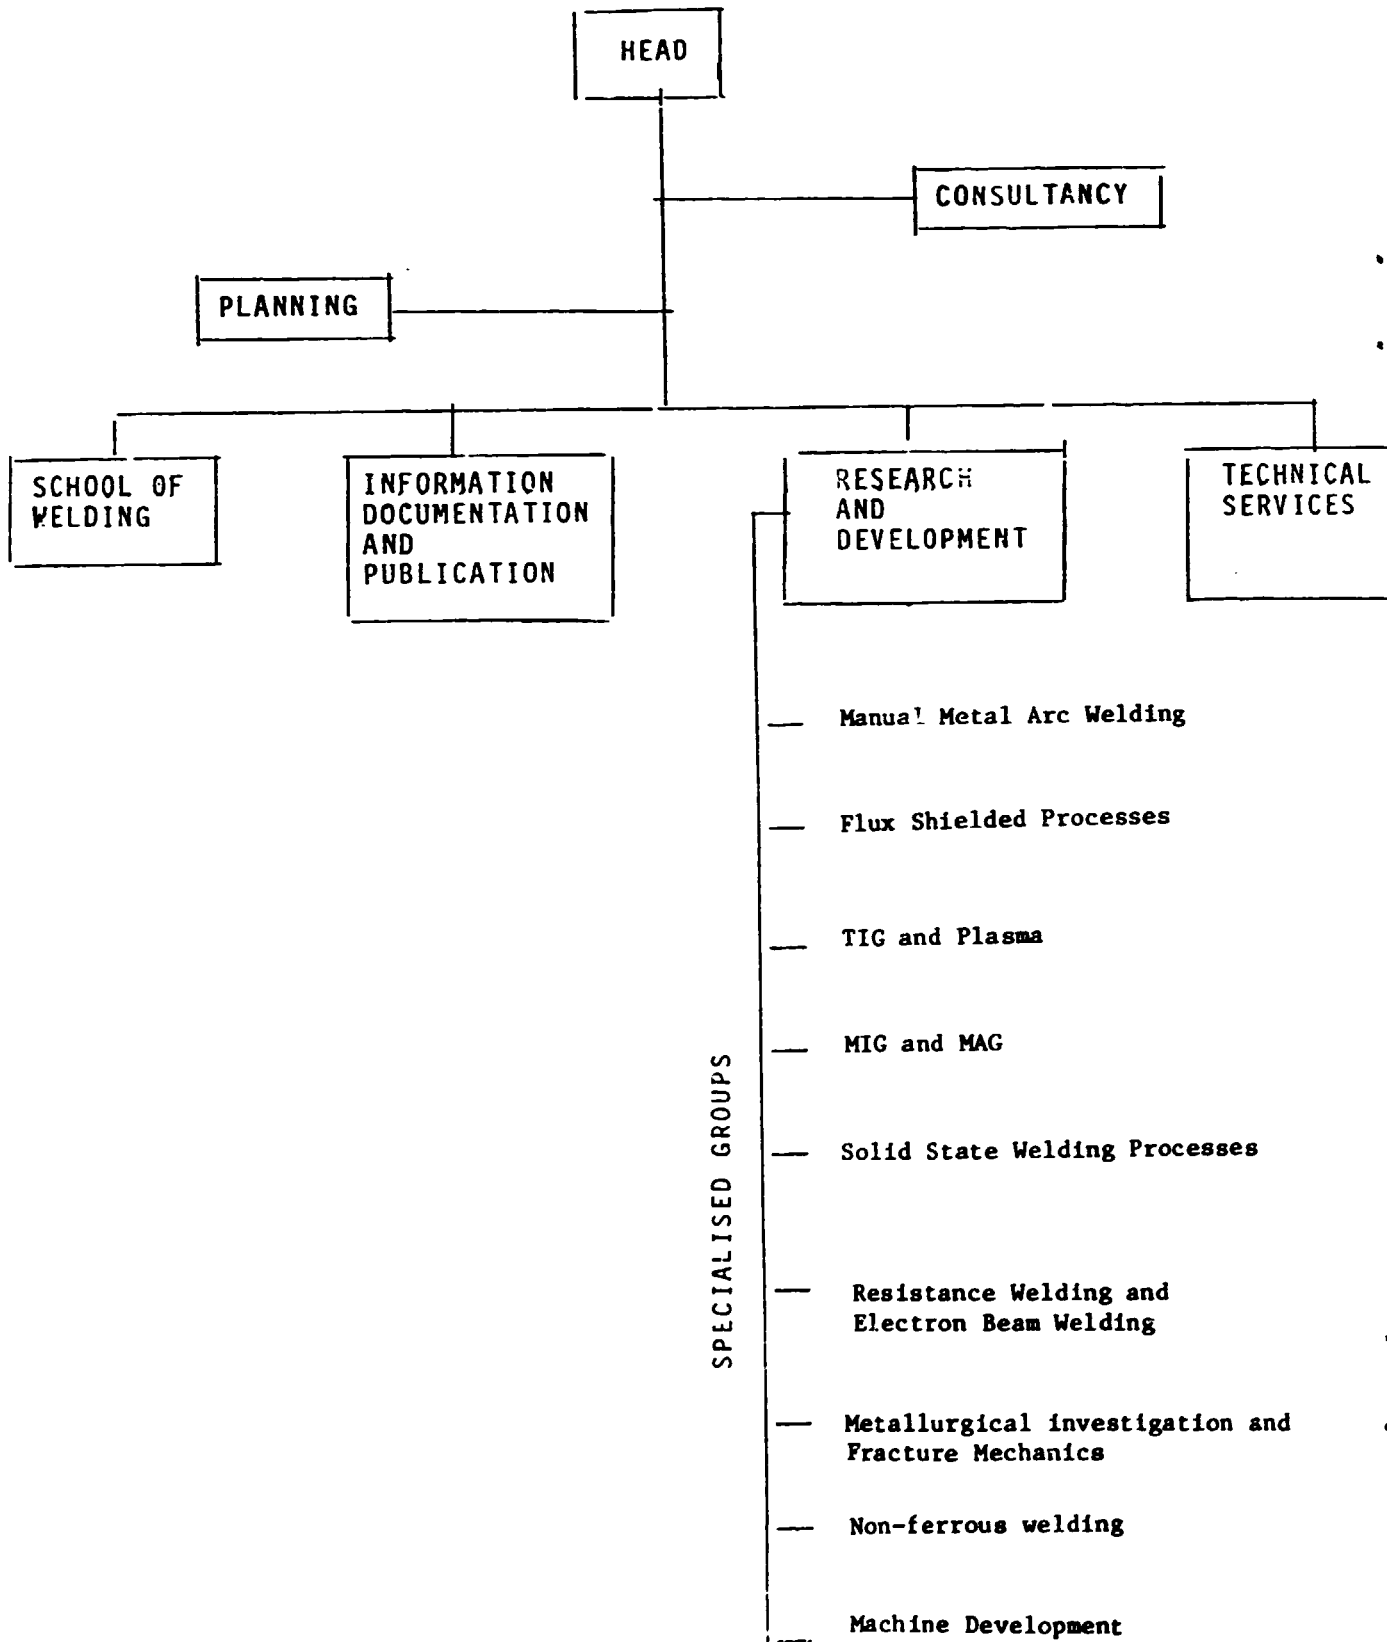 HEAD
CONSULTANCY
PLANNING
SCHOOL OF
WELDING
INFORMATION
DOCUMENTATION
AND
PUBLICATION
RESEARCH
AND
DEVELOPMENT
TECHNICAL
SERVICES
SPECIALISED GROUPS
Manual Metal Arc Welding
Flux Shielded Processes
TIG and Plasma
MIG and MAG
Solid State Welding Processes
Resistance Welding and
Electron Beam Welding
Metallurgical investigation and
Fracture Mechanics
Non-ferrous welding
Machine Development